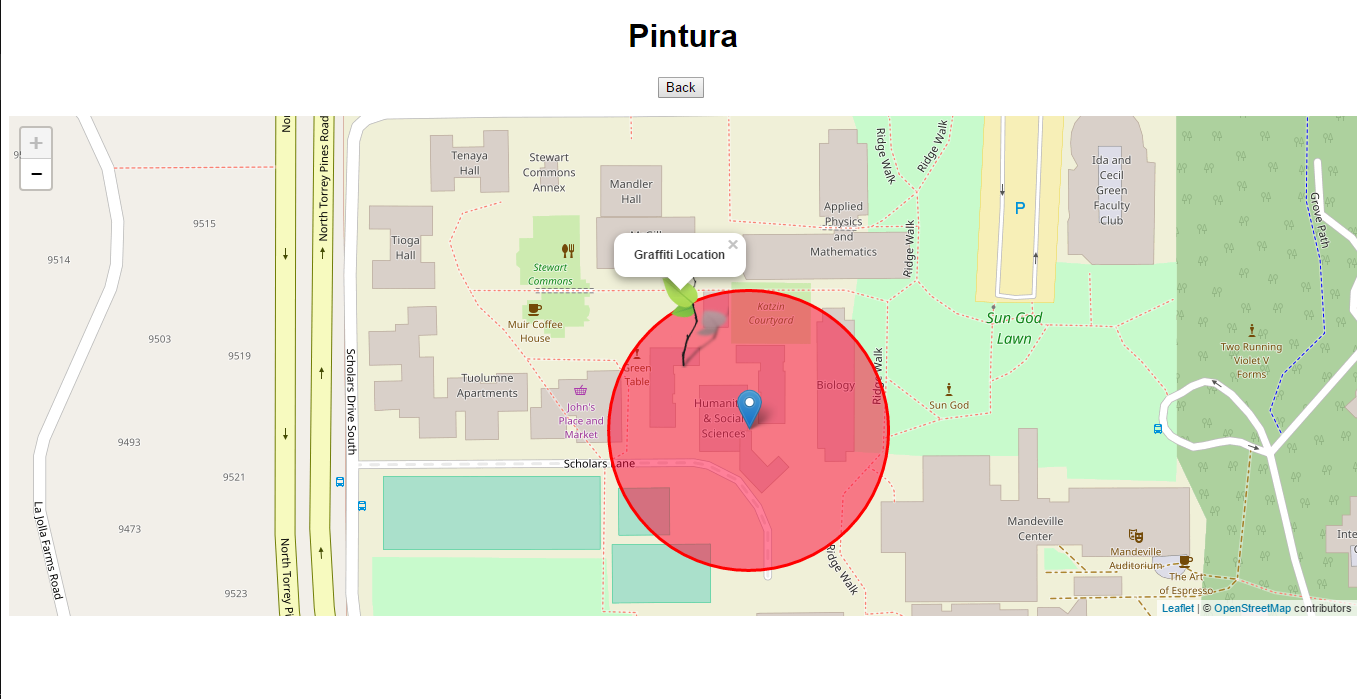 Pintura
Back
+
−
North Torrey Pines Road
Tenaya
Hall
Stewart
Commons
Annex
Mandler
Hall
Applied
Physics
and
Mathematics
Ridge Walk
Ridge Walk
Ridge Walk
P
Ida and
Cecil
Green
Faculty
Club
Grove Path
9515
9514
Tioga
Hall
Stewart
Commons
Graffiti Location
×
Katzin
Courtyard
Sun God
Lawn
Muir Coffee
House
9503
9519
Two Running
Violet V
Forms
Scholars Drive South
Green
Table
Ridge Walk
Tuolumne
Apartments
Biology
John's
Place and
Market
& Social
Sciences
Sun God
9493
Scholars Lane
9521
9473
La Jolla Farms Road
Mandeville
Center
Mandeville
Auditorium
Ridge Walk
The Art
of Espresso
9523
Leaflet | © OpenStreetMap contributors